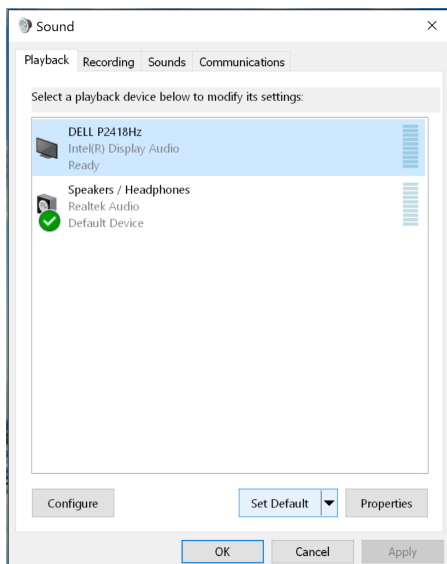 Sound
Playback Recording Sounds Communications
Select a playback device below to modify its settings:
DELL P2418Hz
Intel(R) Display Audio
Ready
Speakers / Headphones
Realtek Audio
Default Device
Configure Set Default Properties
OK Cancel Apply